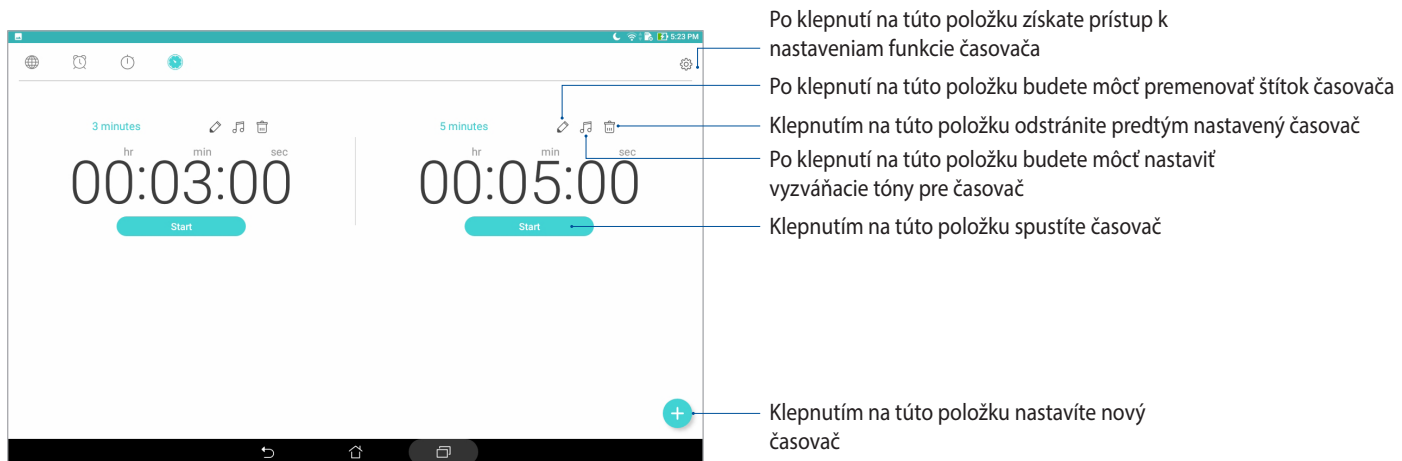 5:23 PM
3 minutes
hr min sec
00:03:00
Start
5 minutes
hr min sec
00:05:00
Start
Po klepnutí na túto položku získate prístup k
nastaveniam funkcie časovača
Po klepnutí na túto položku budete môcť premenovať štítok časovača
Klepnutím na túto položku odstránite predtým nastavený časovač
Po klepnutí na túto položku budete môcť nastaviť
vyzváňacie tóny pre časovač
Klepnutím na túto položku spustíte časovač
Klepnutím na túto položku nastavíte nový
časovač